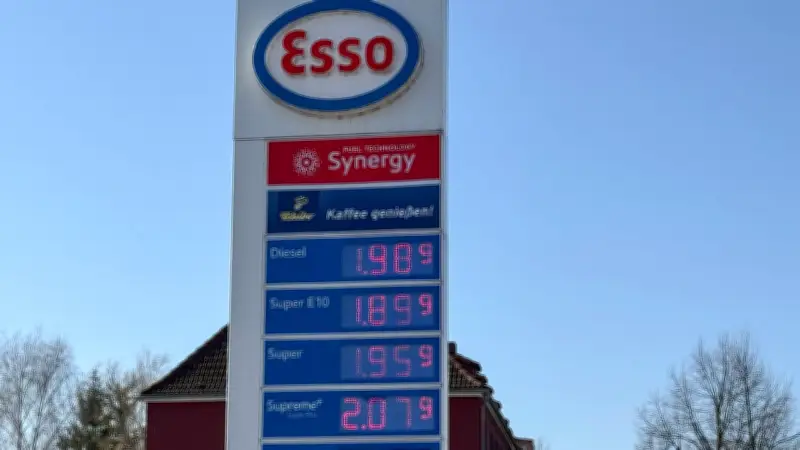 Esso
FUEL TECHNOLOGY
Synergy
Tchibo
Kaffee genießen!
Diesel 1.98 9
Super E10 1.89 9
Super 1.95 9
Supreme+ 2.07 9